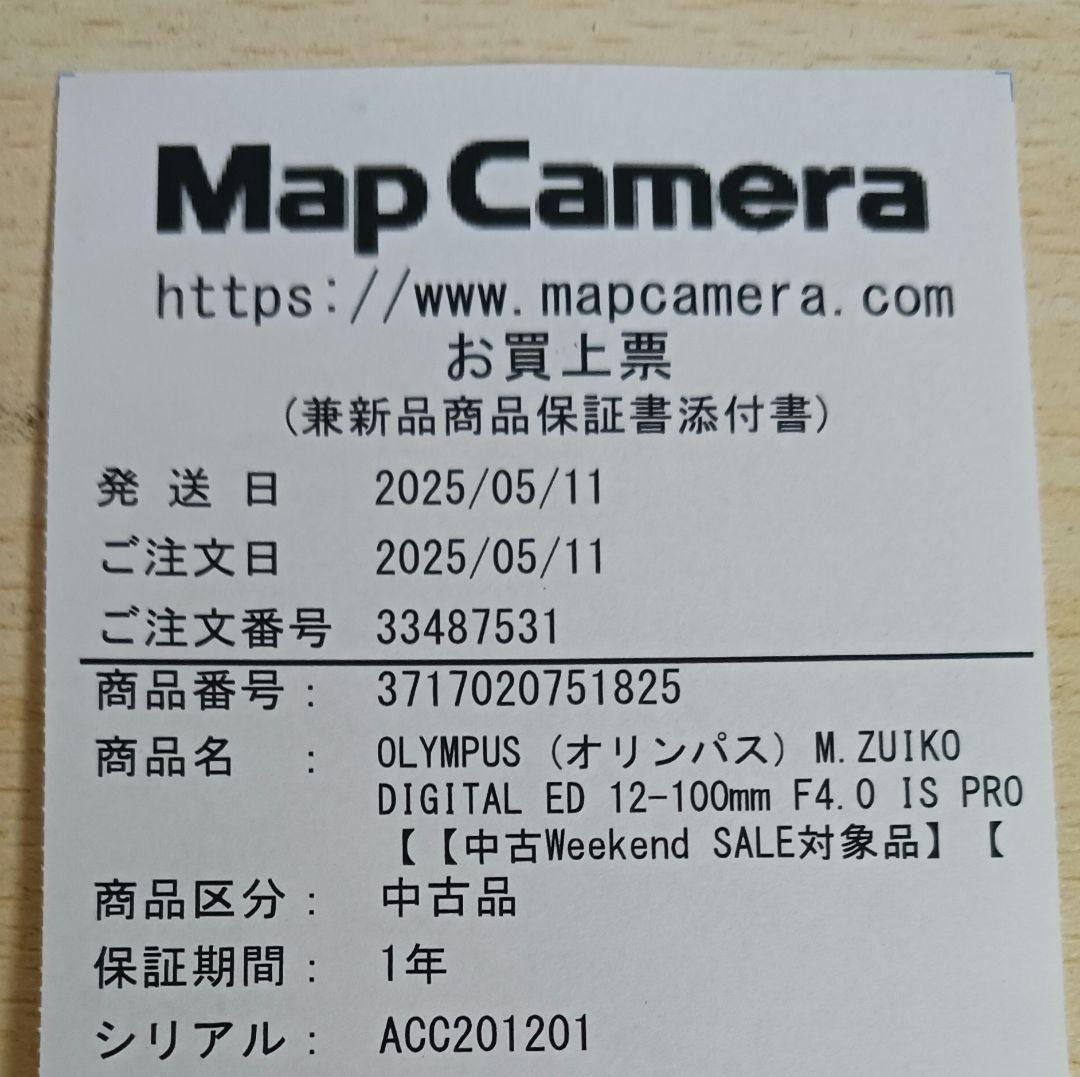 Map Camera
https://www.mapcamera.com
お買上票
(兼新品商品保証書添付書)
発 送 日 2025/05/11
ご注文日 2025/05/11
ご注文番号 33487531
商品番号： 3717020751825
商品名 ： OLYMPUS (オリンパス) M.ZUIKO
DIGITAL ED 12-100mm F4.0 IS PRO
【【中古Weekend SALE対象品】【
商品区分： 中古品
保証期間： 1年
シリアル： ACC201201